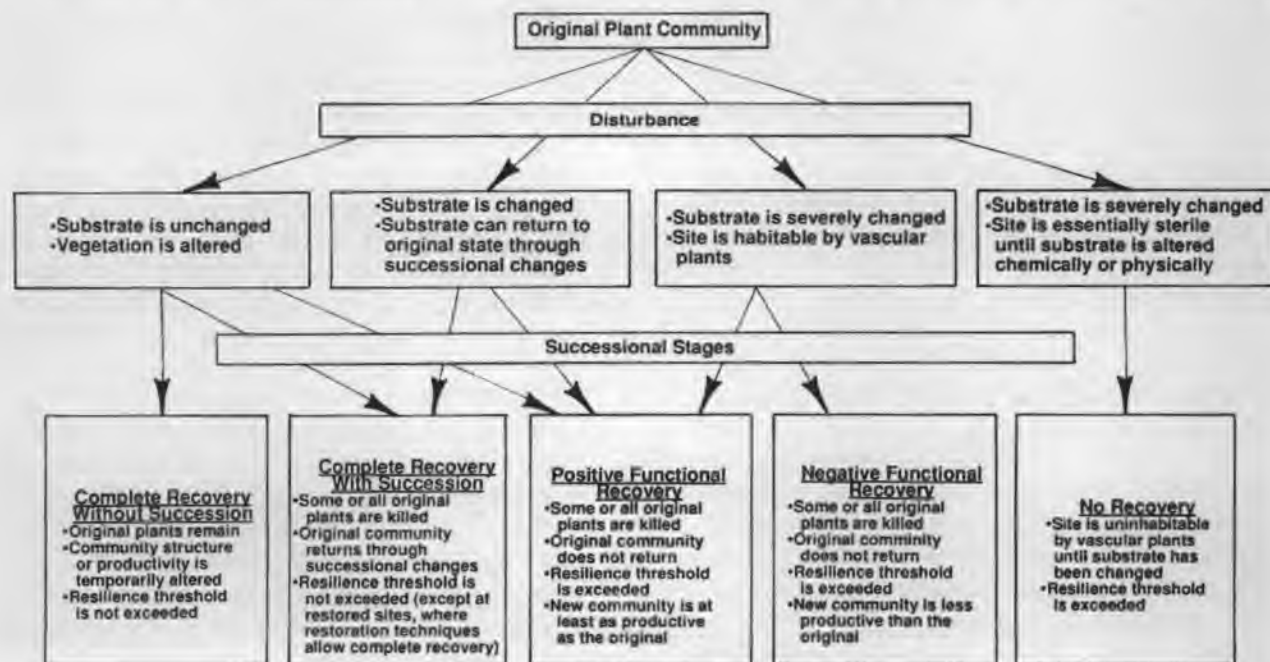 Original Plant Community
Disturbance
•Substrate is unchanged
•Vegetation is altered
•Substrate is changed
•Substrate can return to
original state through
successional changes
•Substrate is severely changed
•Site is habitable by vascular
plants
•Substrate is severely changed
•Site is essentially sterile
until substrate is altered
chemically or physically
Successional Stages
Complete Recovery
Without Succession
•Original plants remain
•Community structure
or productivity is
temporarily altered
•Resilience threshold
is not exceeded
Complete Recovery
With Succession
•Some or all original
plants are killed
•Original community
returns through
successional changes
•Resilience threshold is
not exceeded (except at
restored sites, where
restoration techniques
allow complete recovery)
Positive Functional
Recovery
•Some or all original
plants are killed
•Original community
does not return
•Resilience threshold
is exceeded
•New community is at
least as productive
as the original
Negative Functional
Recovery
•Some or all original
plants are killed
•Original comminity
does not return
•Resilience threshold
is exceeded
•New community is less
productive than the
original
No Recovery
•Site is uninhabitable
by vascular plants
until substrate has
been changed
•Resilience threshold
is exceeded